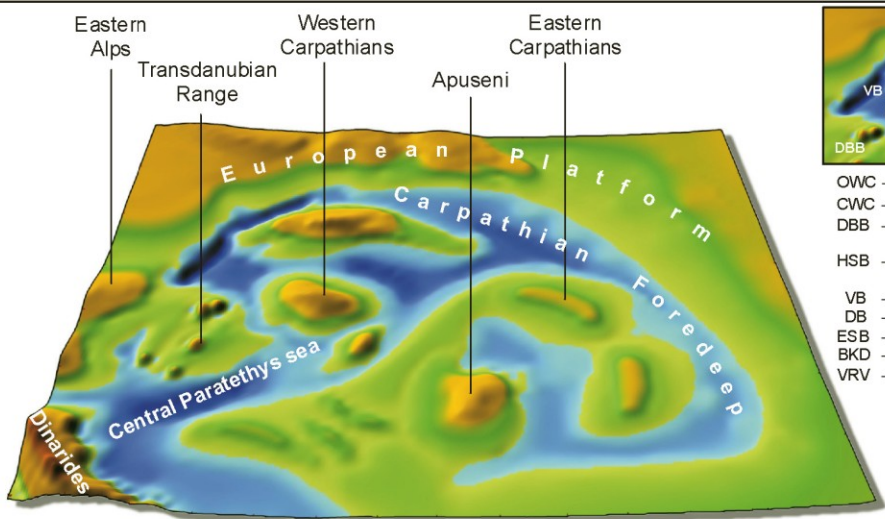 Eastern
Alps
Transdanubian
Range
Western
Carpathians
Apuseni
Eastern
Carpathians
European Platform
Carpathian Foredeep
Central Paratethys sea
Dinarides
VB
DBB
OWC
CWC
DBB
HSB
VB
DB
ESB
BKD
VRV